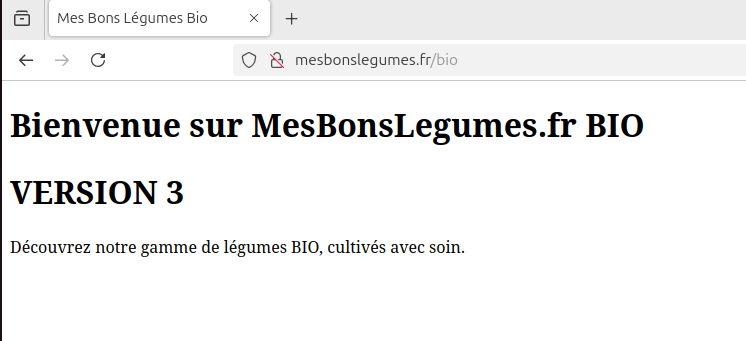 Mes Bons Légumes Bio
mesbonslegumes.fr/bio
Bienvenue sur MesBonsLegumes.fr BIO
VERSION 3
Découvrez notre gamme de légumes BIO, cultivés avec soin.